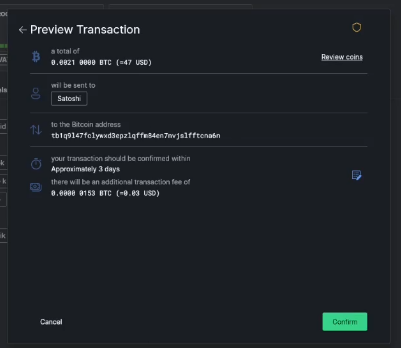 Preview Transaction
a total of
0.0021 0000 BTC (≈47 USD)
Review coins
will be sent to
Satoshi
to the Bitcoin address
your transaction should be confirmed within
Approximately 3 days
there will be an additional transaction fee of
0.0000 0153 BTC (≈0.03 USD)
Cancel
Confirm